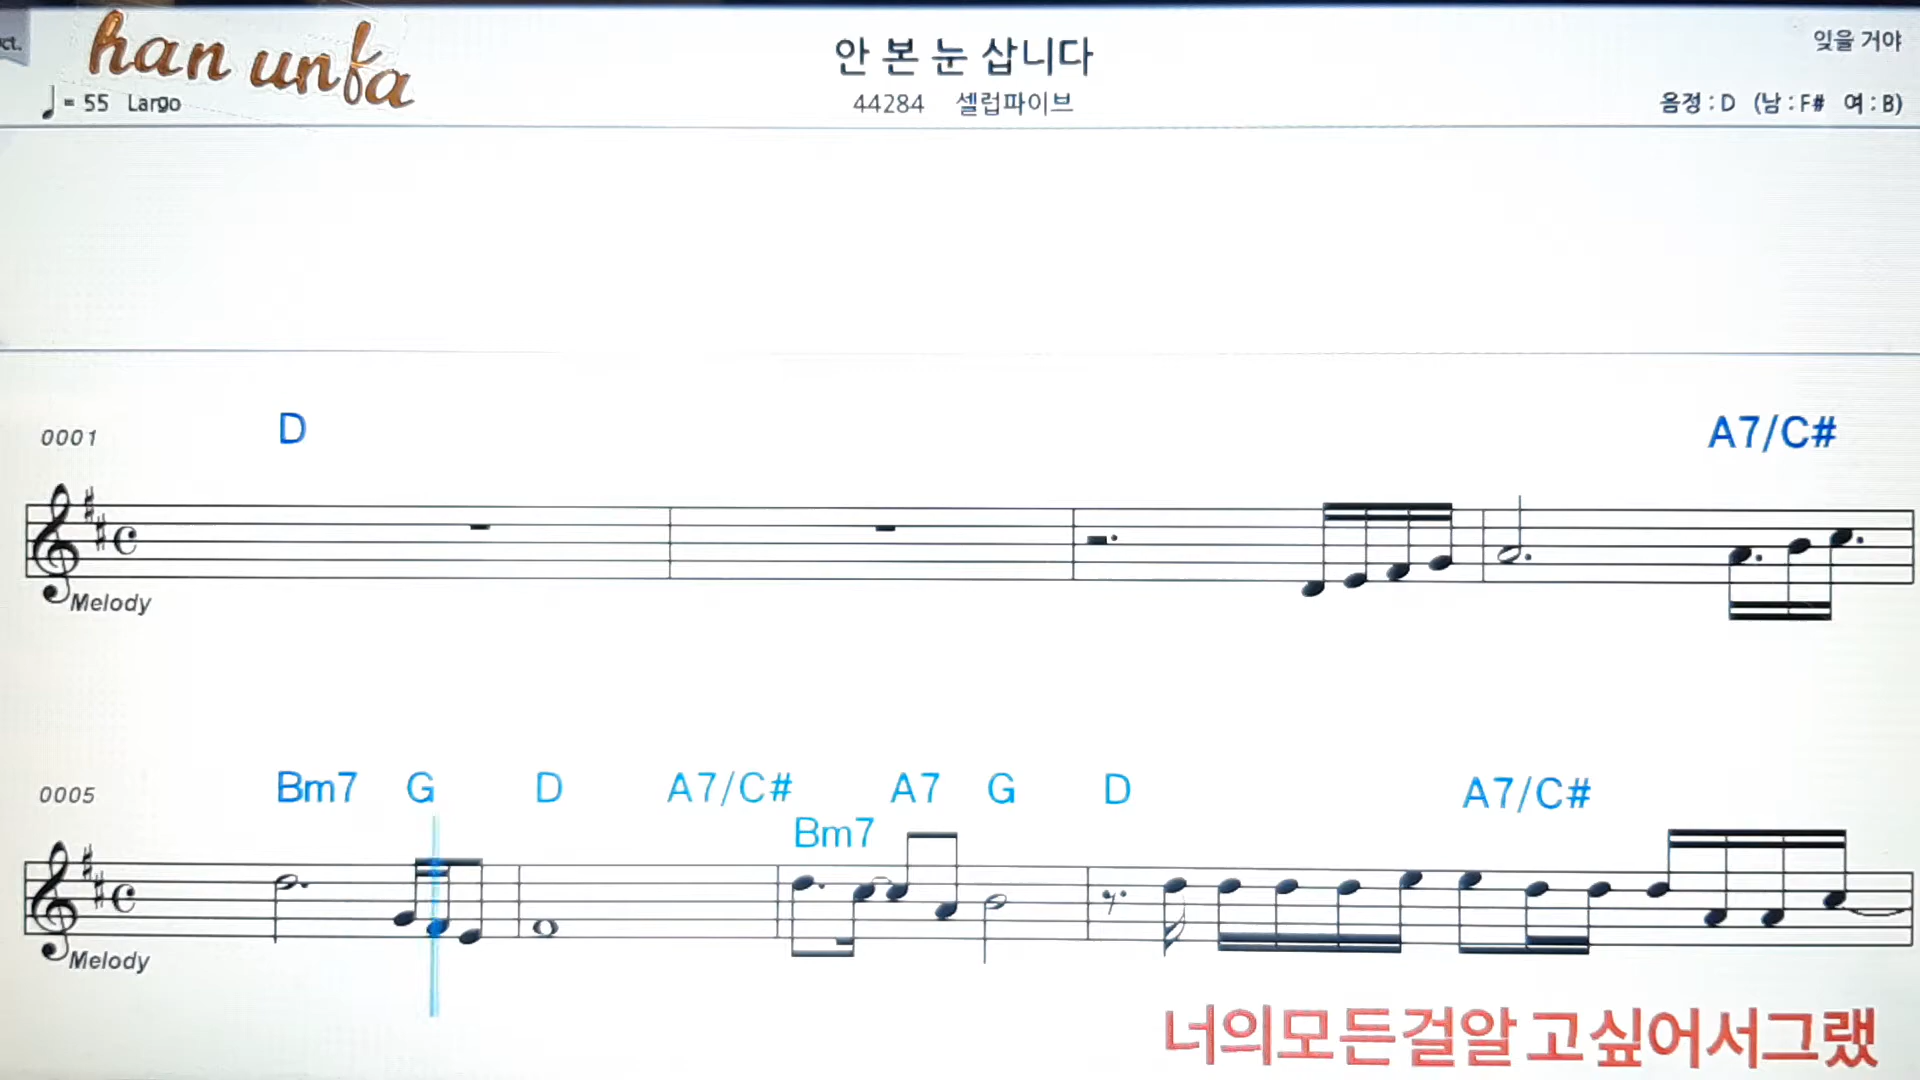 ct.
han unfa
잊을 거야
안 본 눈 삽니다
♩ = 55 Largo
44284 셀럽파이브
음정 : D (남 : F# 여 : B)
0001 D A7/C#
Melody
0005 Bm7 G D A7/C# A7 G D A7/C#
Bm7
Melody
너의모든걸알 고싶어서그랬